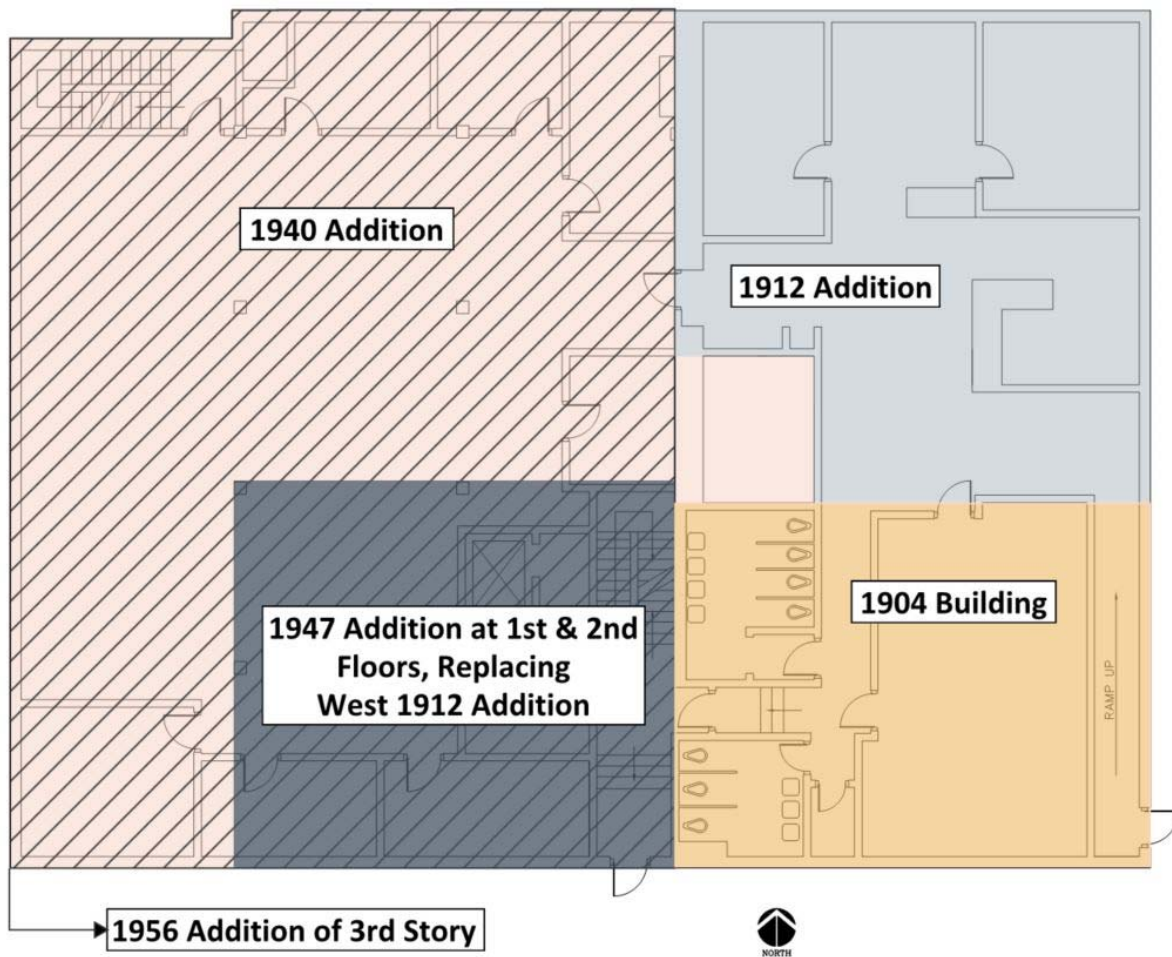 1940 Addition
1912 Addition
1904 Building
1947 Addition at 1st & 2nd
Floors, Replacing
West 1912 Addition
RAMP UP
1956 Addition of 3rd Story
NORTH